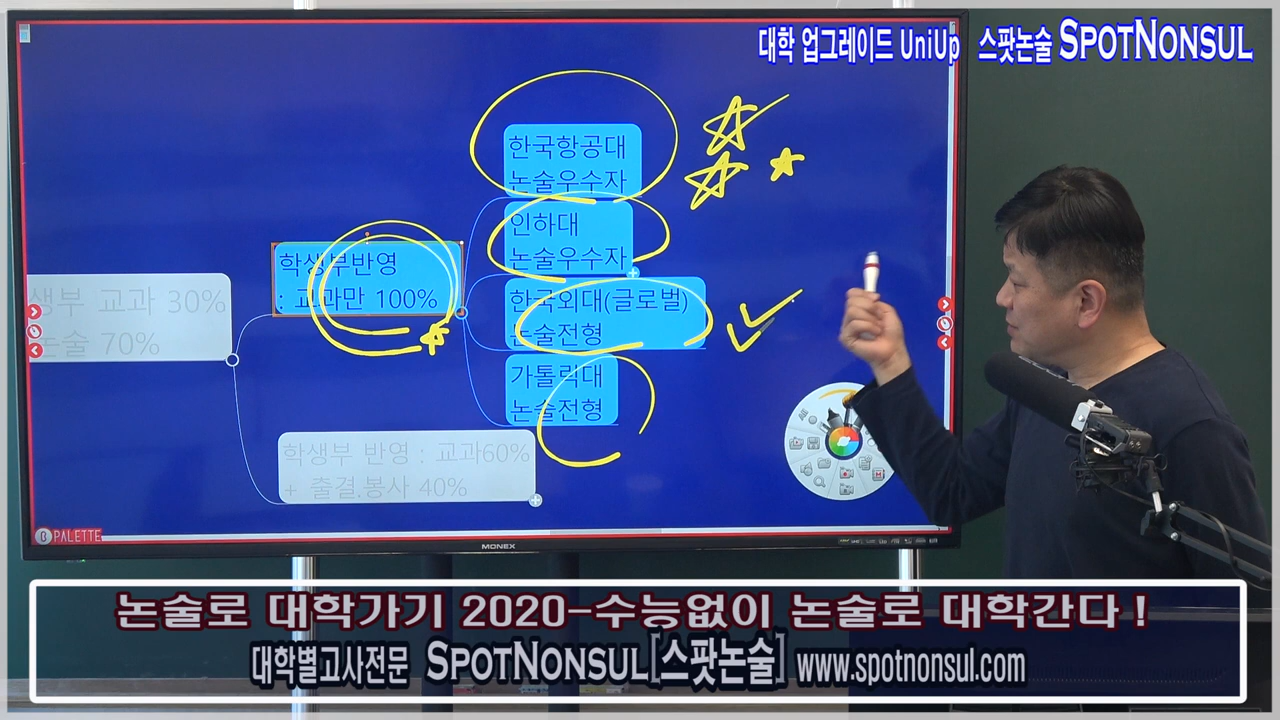 대학 업그레이드 UniUp 스팟논술 SPOTNONSUL
한국항공대
논술우수자
인하대
논술우수자
학생부반영
: 교과만 100%
한국외대(글로벌)
논술전형
생부 교과 30%
논술 70%
가톨릭대
논술전형
학생부 반영 : 교과60%
+ 출결.봉사 40%
PALETTE
MONEX
논술로 대학가기 2020-수능없이 논술로 대학간다 !
대학별고사전문 SPOTNONSUL[스팟논술] www.spotnonsul.com